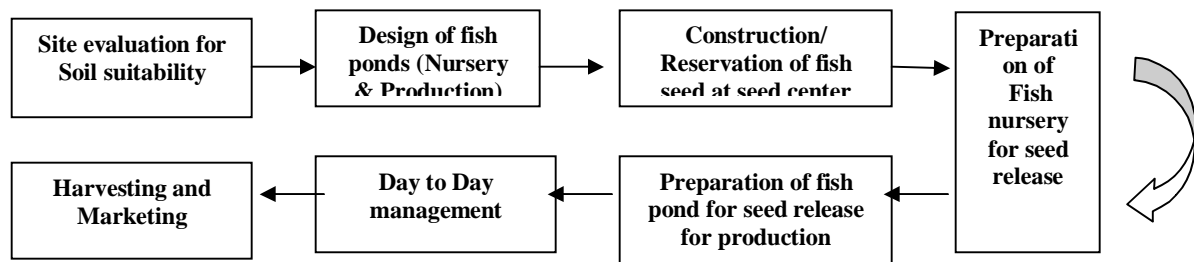 Site evaluation for
Soil suitability
Design of fish
ponds (Nursery
& Production)
Construction/
Reservation of fish
seed at seed center
Preparati
on of
Fish
nursery
for seed
release
Preparation of fish
pond for seed release
for production
Day to Day
management
Harvesting and
Marketing